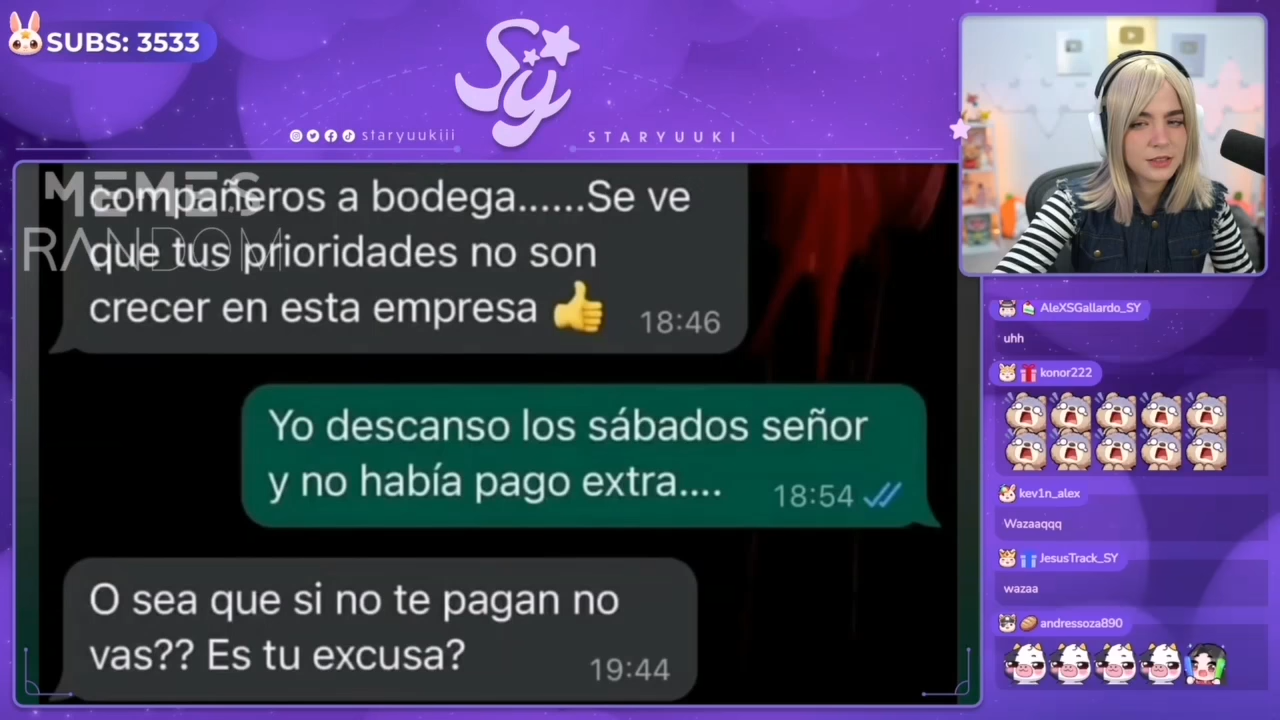 SUBS: 3533
Sy
staryuukiii
STARYUUKI
MEMES
RANDOM
compañeros a bodega......Se ve
que tus prioridades no son
crecer en esta empresa 👍 18:46
Yo descanso los sábados señor
y no había pago extra.... 18:54
O sea que si no te pagan no
vas?? Es tu excusa? 19:44
AleXSGallardo_SY
uhh
konor222
kev1n_alex
Wazaaqqq
JesusTrack_SY
wazaa
andressoza890